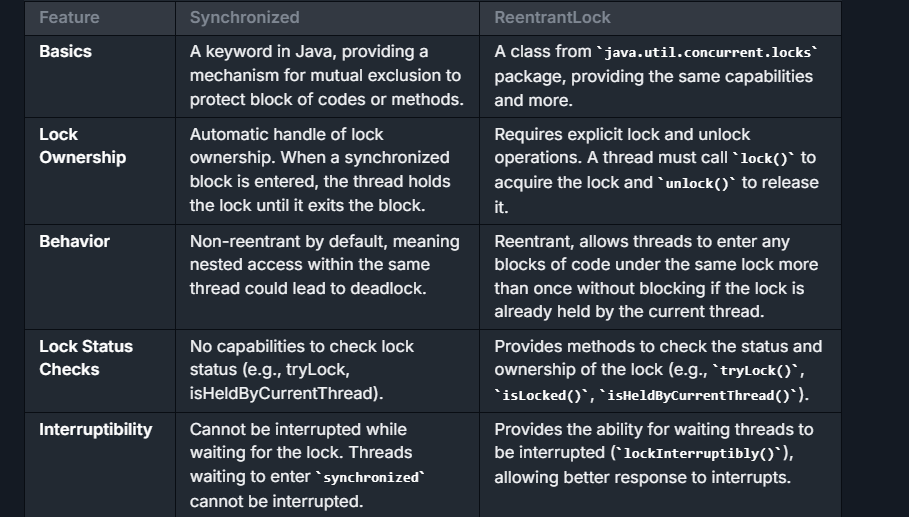 Feature
Synchronized
ReentrantLock
Basics
A keyword in Java, providing a
mechanism for mutual exclusion to
protect block of codes or methods.
A class from `java.util.concurrent.locks`
package, providing the same capabilities
and more.
Lock
Ownership
Automatic handle of lock
ownership. When a synchronized
block is entered, the thread holds
the lock until it exits the block.
Requires explicit lock and unlock
operations. A thread must call `lock()` to
acquire the lock and `unlock()` to release
it.
Behavior
Non-reentrant by default, meaning
nested access within the same
thread could lead to deadlock.
Reentrant, allows threads to enter any
blocks of code under the same lock more
than once without blocking if the lock is
already held by the current thread.
Lock Status
Checks
No capabilities to check lock
status (e.g., tryLock,
isHeldByCurrentThread).
Provides methods to check the status and
ownership of the lock (e.g., `tryLock()`,
`isLocked()`, `isHeldByCurrentThread()`).
Interruptibility
Cannot be interrupted while
waiting for the lock. Threads
waiting to enter `synchronized`
cannot be interrupted.
Provides the ability for waiting threads to
be interrupted (`lockInterruptibly()`),
allowing better response to interrupts.